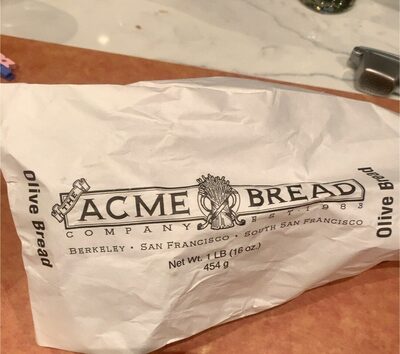 THE
ACME BREAD
COMPANY EST. 1983
BERKELEY • SAN FRANCISCO • SOUTH SAN FRANCISCO
Net Wt. 1 LB (16 oz.)
454 g
Olive Bread
Olive Bread